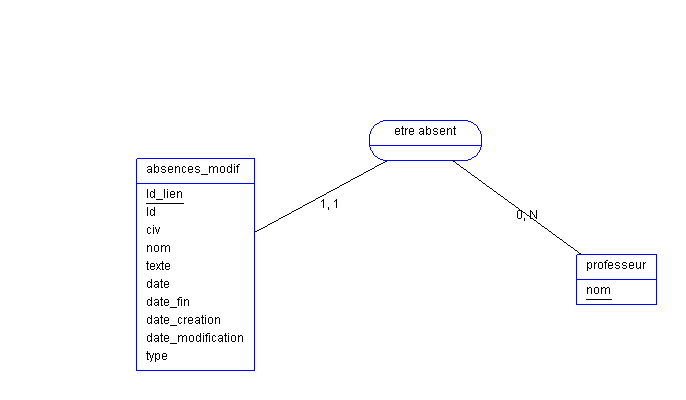 etre absent
absences_modif
Id_lien
Id
civ
nom
texte
date
date_fin
date_creation
date_modification
type
1, 1
0, N
professeur
nom